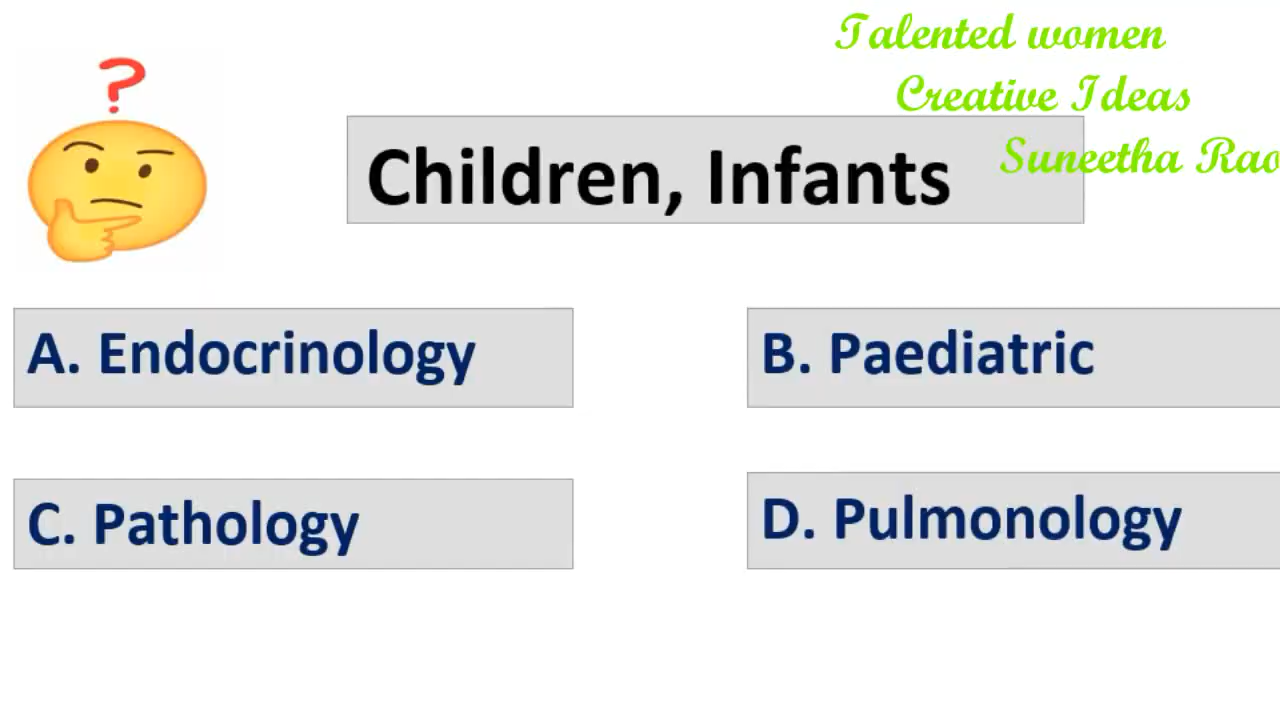 Talented women
Creative Ideas
Suneetha Rao
?
Children, Infants
A. Endocrinology
B. Paediatric
C. Pathology
D. Pulmonology